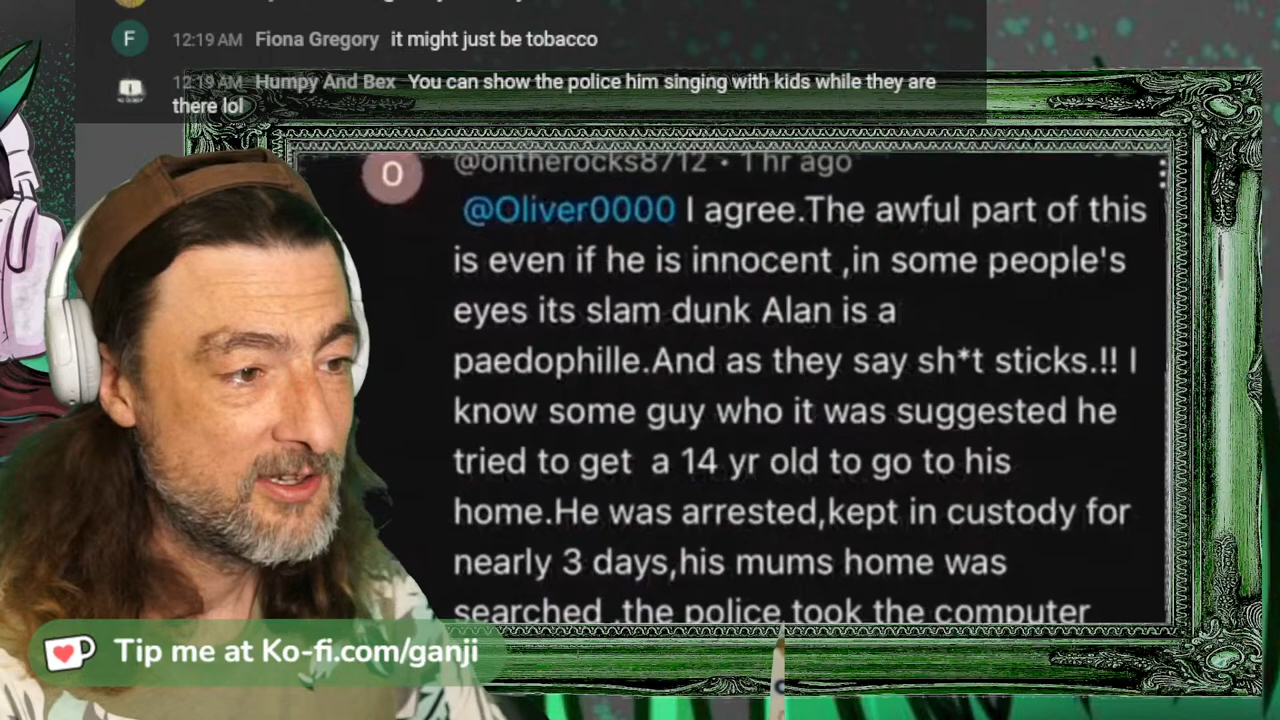 F 12:19 AM Fiona Gregory it might just be tobacco
12:19 AM Humpy And Bex You can show the police him singing with kids while they are
there lol
O @ontherocks8712 • 1 hr ago
@Oliver0000 I agree.The awful part of this
is even if he is innocent ,in some people's
eyes its slam dunk Alan is a
paedophille.And as they say sh*t sticks.!! I
know some guy who it was suggested he
tried to get a 14 yr old to go to his
home.He was arrested,kept in custody for
nearly 3 days,his mums home was
searched ,the police took the computer
Tip me at Ko-fi.com/ganji